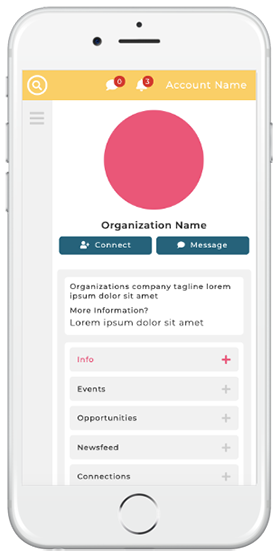 0
3
Account Name
Organization Name
Connect
Message
Organizations company tagline lorem
ipsum dolor sit amet
More Information?
Lorem ipsum dolor sit amet
Info
Events
Opportunities
Newsfeed
Connections